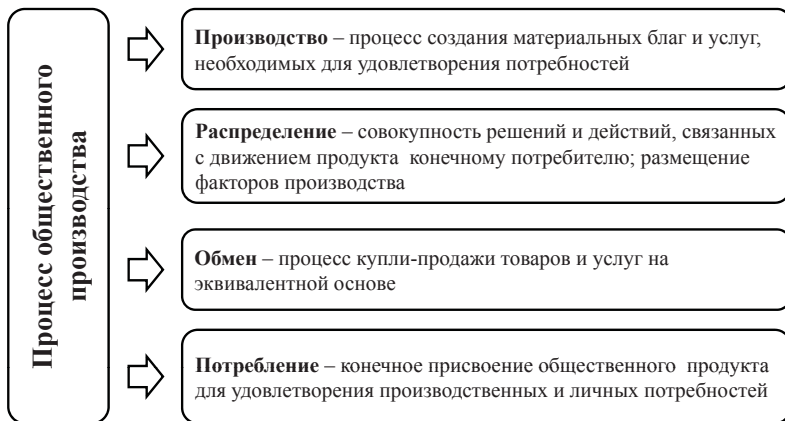 Процесс общественного
производства
Производство – процесс создания материальных благ и услуг,
необходимых для удовлетворения потребностей
Распределение – совокупность решений и действий, связанных
с движением продукта конечному потребителю; размещение
факторов производства
Обмен – процесс купли-продажи товаров и услуг на
эквивалентной основе
Потребление – конечное присвоение общественного продукта
для удовлетворения производственных и личных потребностей